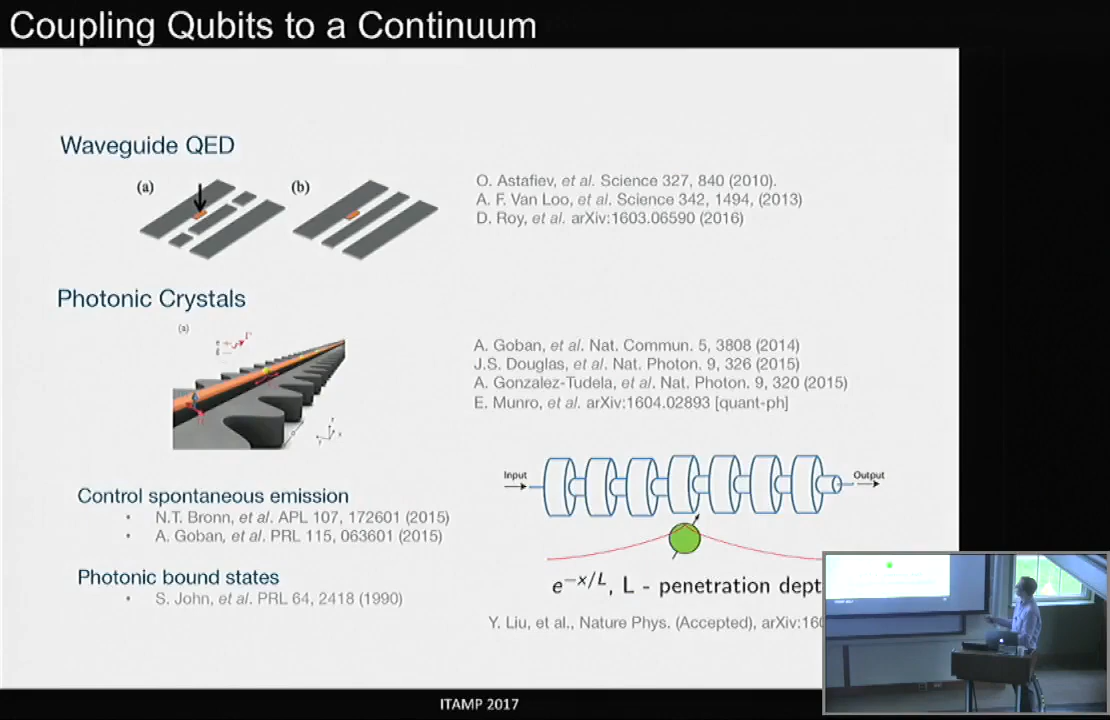 Coupling Qubits to a Continuum
Waveguide QED
(a)
(b)
O. Astafiev, et al. Science 327, 840 (2010).
A. F. Van Loo, et al. Science 342, 1494, (2013)
D. Roy, et al. arXiv:1603.06590 (2016)
Photonic Crystals
(a)
A. Goban, et al. Nat. Commun. 5, 3808 (2014)
J.S. Douglas, et al. Nat. Photon. 9, 326 (2015)
A. Gonzalez-Tudela, et al. Nat. Photon. 9, 320 (2015)
E. Munro, et al. arXiv:1604.02893 [quant-ph]
Input
Output
Control spontaneous emission
• N.T. Bronn, et al. APL 107, 172601 (2015)
• A. Goban, et al. PRL 115, 063601 (2015)
Photonic bound states
• S. John, et al. PRL 64, 2418 (1990)
e^{-x/L}, L - penetration dept
Y. Liu, et al., Nature Phys. (Accepted), arXiv:160
ITAMP 2017